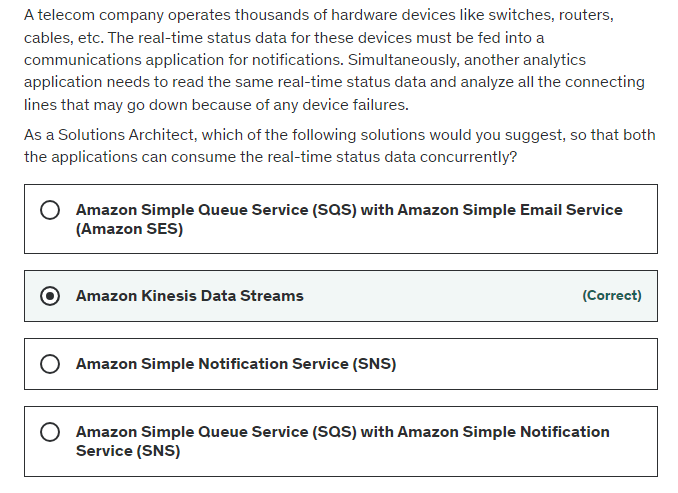 A telecom company operates thousands of hardware devices like switches, routers,
cables, etc. The real-time status data for these devices must be fed into a
communications application for notifications. Simultaneously, another analytics
application needs to read the same real-time status data and analyze all the connecting
lines that may go down because of any device failures.
As a Solutions Architect, which of the following solutions would you suggest, so that both
the applications can consume the real-time status data concurrently?
Amazon Simple Queue Service (SQS) with Amazon Simple Email Service
(Amazon SES)
Amazon Kinesis Data Streams (Correct)
Amazon Simple Notification Service (SNS)
Amazon Simple Queue Service (SQS) with Amazon Simple Notification
Service (SNS)